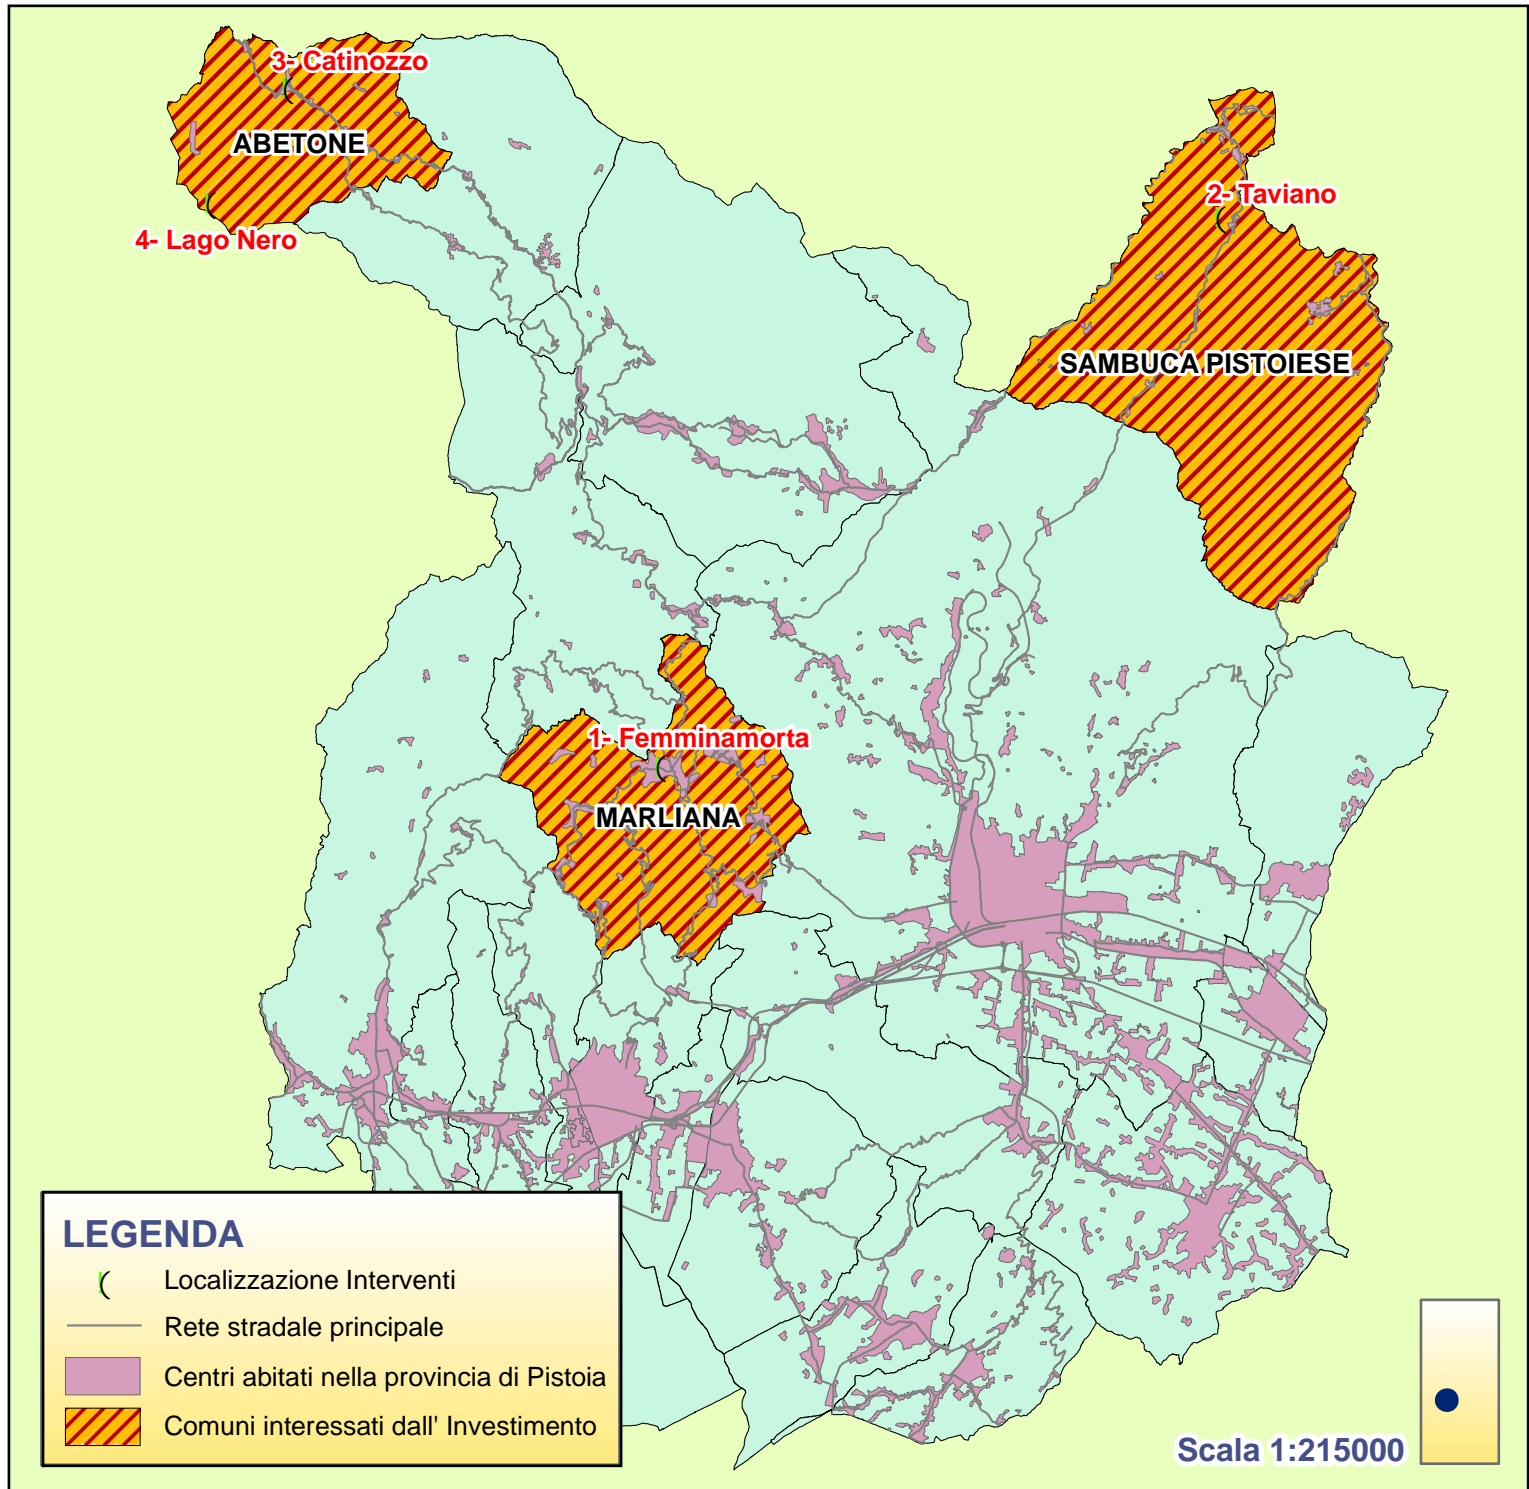 3- Catinozzo
ABETONE
4- Lago Nero
2- Taviano
SAMBUCA PISTOIESE
1- Femminamorta
MARLIANA
LEGENDA
Localizzazione Interventi
Rete stradale principale
Centri abitati nella provincia di Pistoia
Comuni interessati dall' Investimento
Scala 1:215000